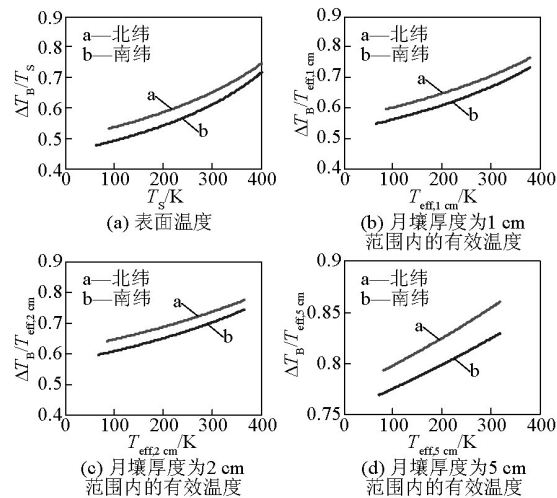 0.9
0.8
0.7
0.6
0.5
0.4
ΔT_B/T_S
a—北纬
b—南纬
a
b
0 100 200 300 400
T_S/K
(a) 表面温度
0.9
0.8
0.7
0.6
0.5
0.4
ΔT_B/T_eff,1 cm
a—北纬
b—南纬
a
b
0 100 200 300 400
T_eff,1 cm/K
(b) 月壤厚度为1 cm
范围内的有效温度
0.9
0.8
0.7
0.6
0.5
0.4
ΔT_B/T_eff,2 cm
a—北纬
b—南纬
a
b
0 100 200 300 400
T_eff,2 cm/K
(c) 月壤厚度为2 cm
范围内的有效温度
0.90
0.85
0.80
0.75
ΔT_B/T_eff,5 cm
a—北纬
b—南纬
a
b
0 100 200 300 400
T_eff,5 cm/K
(d) 月壤厚度为5 cm
范围内的有效温度